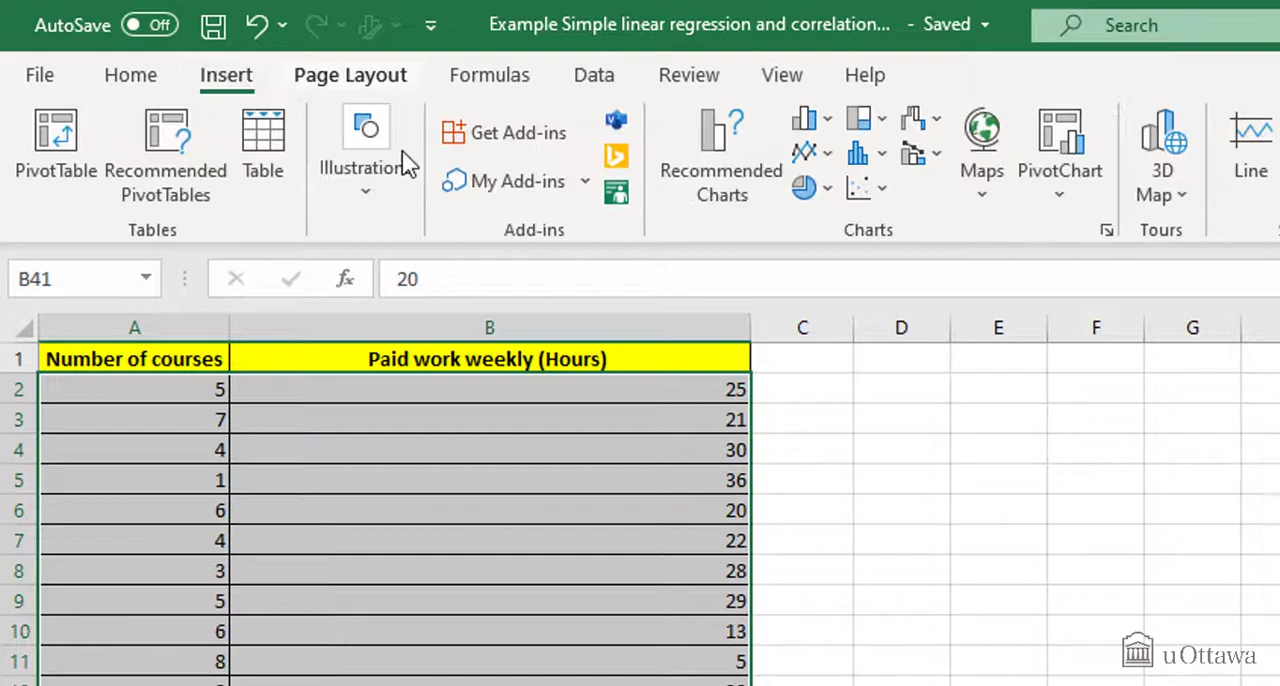 AutoSave Off Example Simple linear regression and correlation... - Saved Search
File Home Insert Page Layout Formulas Data Review View Help
PivotTable Recommended PivotTables Table Illustration Get Add-ins My Add-ins Recommended Charts Maps PivotChart 3D Map Line
Tables Add-ins Charts Tours
B41 fx 20
A B C D E F G
1 Number of courses Paid work weekly (Hours)
2 5 25
3 7 21
4 4 30
5 1 36
6 6 20
7 4 22
8 3 28
9 5 29
10 6 13
11 8 5
uOttawa